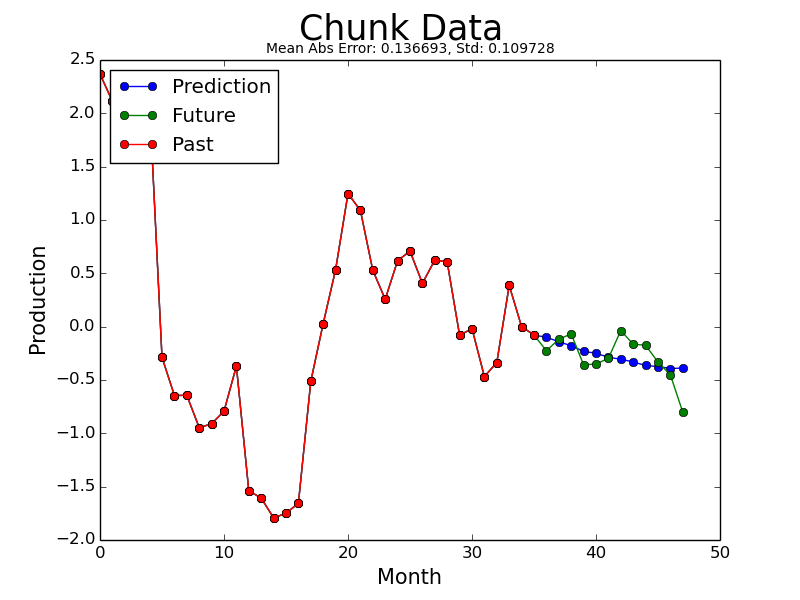 Chunk Data
Mean Abs Error: 0.136693, Std: 0.109728
Prediction
Future
Past
Production
2.5
2.0
1.5
1.0
0.5
0.0
−0.5
−1.0
−1.5
−2.0
0 10 20 30 40 50
Month